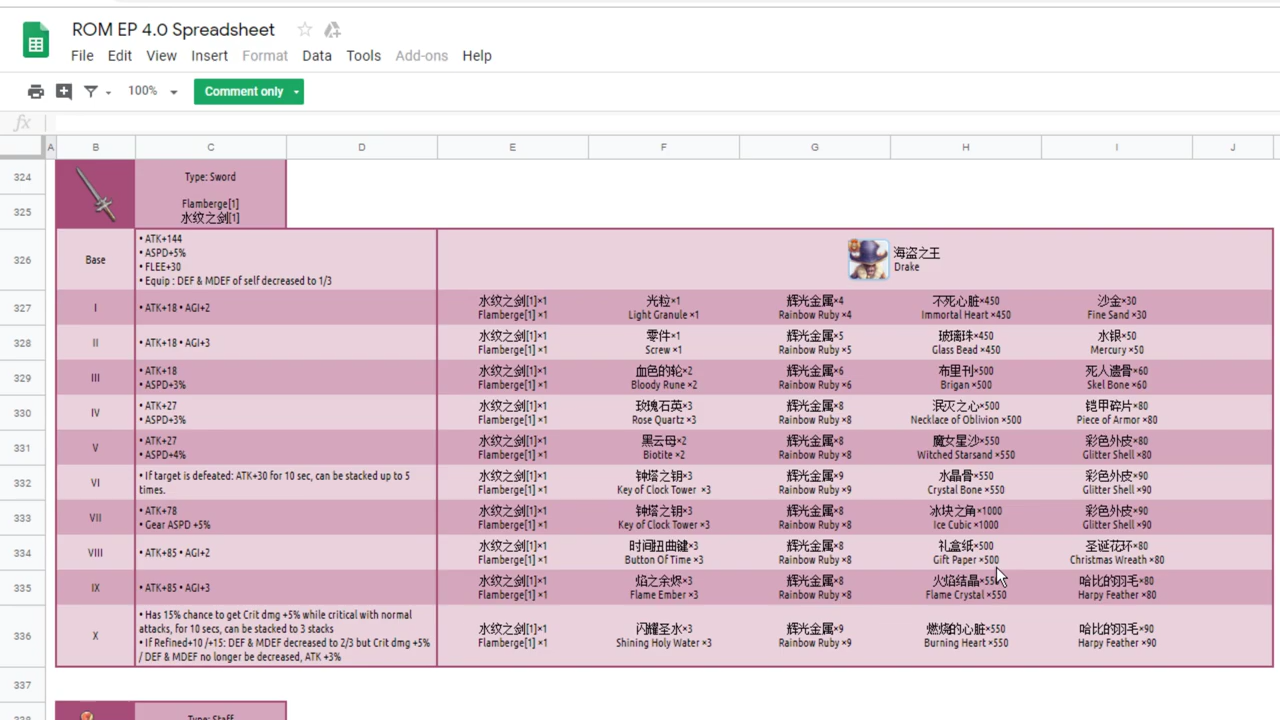 ROM EP 4.0 Spreadsheet
File Edit View Insert Format Data Tools Add-ons Help
100% Comment only
fx
A B C D E F G H I J
324 Type: Sword
Flamberge[1]
325 水纹之剑[1]
• ATK+144
• ASPD+5%
海盗之王
326 Base • FLEE+30
Drake
• Equip : DEF & MDEF of self decreased to 1/3
水纹之剑[1]×1 光粒×1 辉光金属×4 不死心脏×450 沙金×30
327 I • ATK+18 • AGI+2
Flamberge[1] ×1 Light Granule ×1 Rainbow Ruby ×4 Immortal Heart ×450 Fine Sand ×30
水纹之剑[1]×1 零件×1 辉光金属×5 玻璃珠×450 水银×50
328 II • ATK+18 • AGI+3
Flamberge[1] ×1 Screw ×1 Rainbow Ruby ×5 Glass Bead ×450 Mercury ×50
• ATK+18 水纹之剑[1]×1 血色的轮×2 辉光金属×6 布里刊×500 死人遗骨×60
329 III
• ASPD+3% Flamberge[1] ×1 Bloody Rune ×2 Rainbow Ruby ×6 Brigan ×500 Skel Bone ×60
• ATK+27 水纹之剑[1]×1 玫瑰石英×3 辉光金属×8 泯灭之心×500 铠甲碎片×80
330 IV
• ASPD+3% Flamberge[1] ×1 Rose Quartz ×3 Rainbow Ruby ×8 Necklace of Oblivion ×500 Piece of Armor ×80
• ATK+27 水纹之剑[1]×1 黑云母×2 辉光金属×8 魔女星沙×550 彩色外皮×80
331 V
• ASPD+4% Flamberge[1] ×1 Biotite ×2 Rainbow Ruby ×8 Witched Starsand ×550 Glitter Shell ×80
• If target is defeated: ATK+30 for 10 sec, can be stacked up to 5 水纹之剑[1]×1 钟塔之钥×3 辉光金属×9 水晶骨×550 彩色外皮×90
332 VI
times. Flamberge[1] ×1 Key of Clock Tower ×3 Rainbow Ruby ×9 Crystal Bone ×550 Glitter Shell ×90
• ATK+78 水纹之剑[1]×1 钟塔之钥×3 辉光金属×8 冰块之角×1000 彩色外皮×90
333 VII
• Gear ASPD +5% Flamberge[1] ×1 Key of Clock Tower ×3 Rainbow Ruby ×8 Ice Cubic ×1000 Glitter Shell ×90
水纹之剑[1]×1 时间扭曲鍵×3 辉光金属×8 礼盒纸×500 圣诞花环×80
334 VIII • ATK+85 • AGI+2
Flamberge[1] ×1 Button Of Time ×3 Rainbow Ruby ×8 Gift Paper ×500 Christmas Wreath ×80
水纹之剑[1]×1 焰之余烬×3 辉光金属×8 火焰结晶×550 哈比的羽毛×80
335 IX • ATK+85 • AGI+3
Flamberge[1] ×1 Flame Ember ×3 Rainbow Ruby ×8 Flame Crystal ×550 Harpy Feather ×80
• Has 15% chance to get Crit dmg +5% while critical with normal
attacks, for 10 secs, can be stacked to 3 stacks 水纹之剑[1]×1 闪耀圣水×3 辉光金属×9 燃烧的心脏×550 哈比的羽毛×90
336 X
• If Refined+10 /+15: DEF & MDEF decreased to 2/3 but Crit dmg +5% Flamberge[1] ×1 Shining Holy Water ×3 Rainbow Ruby ×9 Burning Heart ×550 Harpy Feather ×90
/ DEF & MDEF no longer be decreased, ATK +3%
337
338 Type: Staff